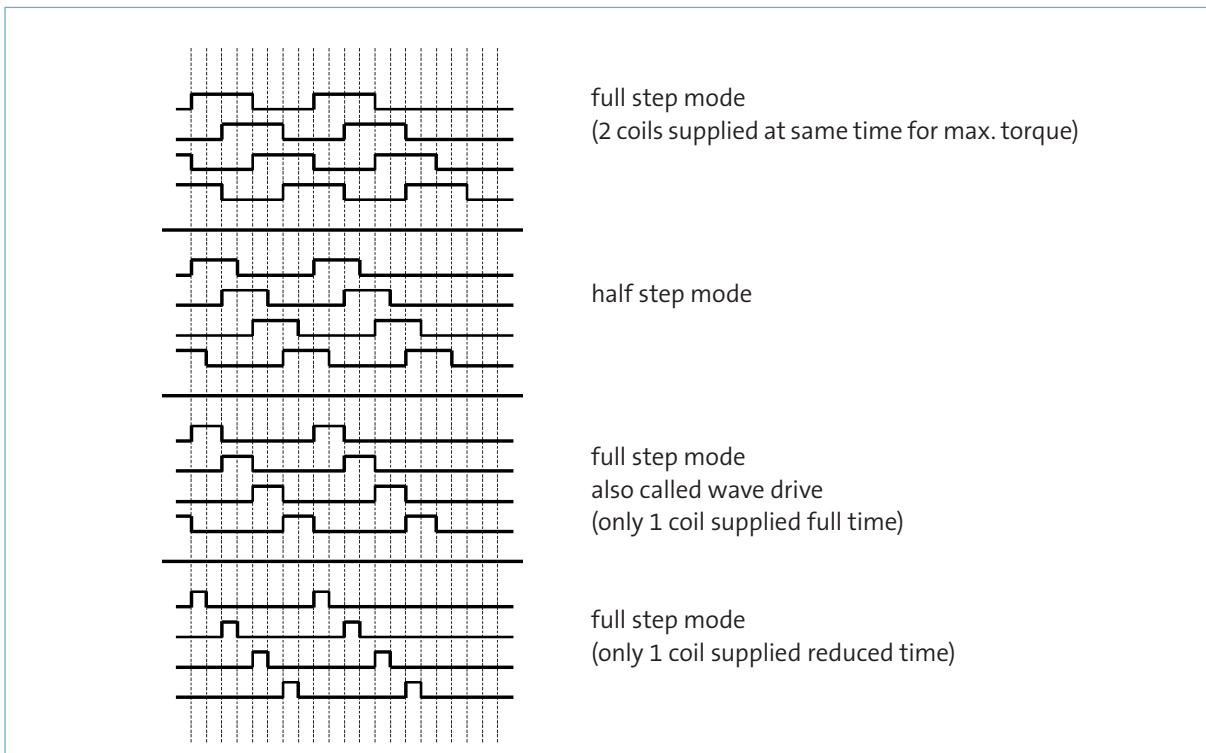 full step mode
(2 coils supplied at same time for max. torque)
half step mode
full step mode
also called wave drive
(only 1 coil supplied full time)
full step mode
(only 1 coil supplied reduced time)